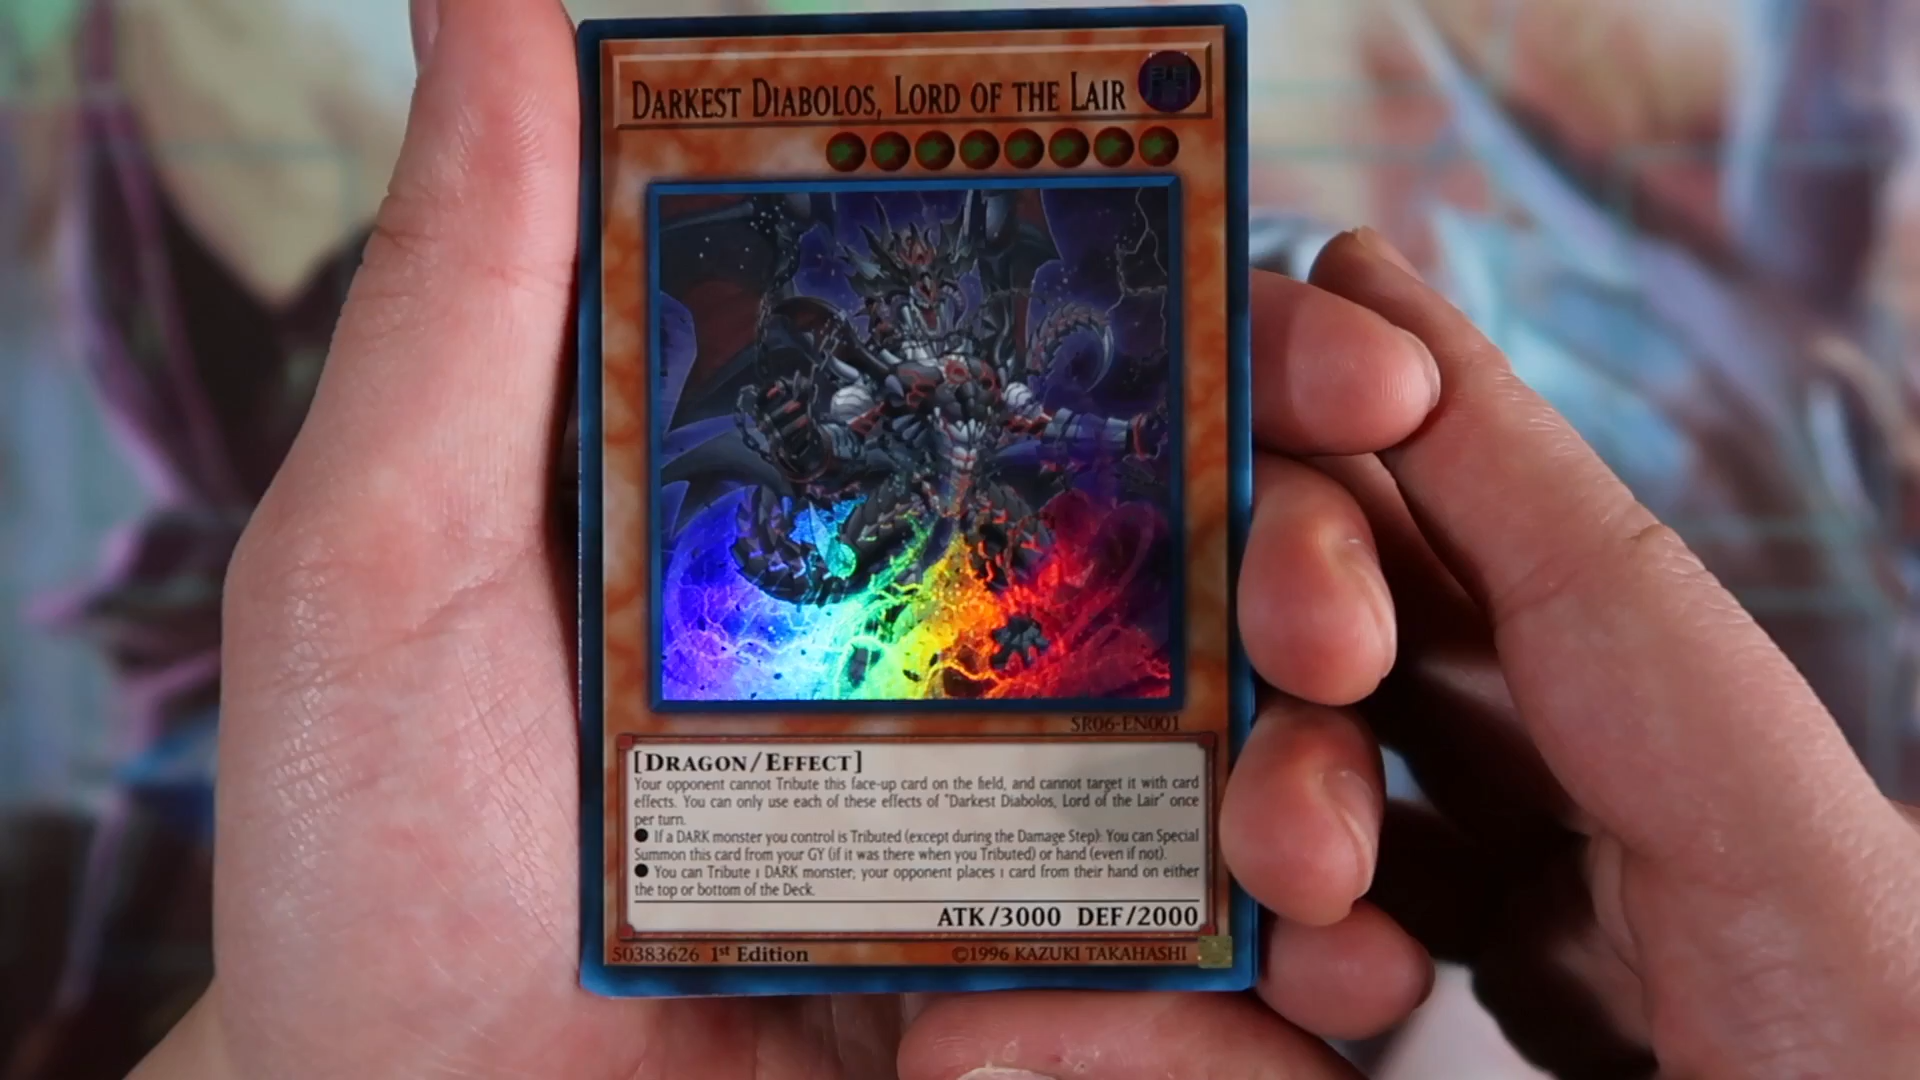 DARKEST DIABOLOS, LORD OF THE LAIR
SR06-EN001
[DRAGON/EFFECT]
Your opponent cannot Tribute this face-up card on the field, and cannot target it with card
effects. You can only use each of these effects of "Darkest Diabolos, Lord of the Lair" once
per turn.
● If a DARK monster you control is Tributed (except during the Damage Step): You can Special
Summon this card from your GY (if it was there when you Tributed) or hand (even if not).
● You can Tribute 1 DARK monster; your opponent places 1 card from their hand on either
the top or bottom of the Deck.
ATK/3000 DEF/2000
50383626 1st Edition ©1996 KAZUKI TAKAHASHI